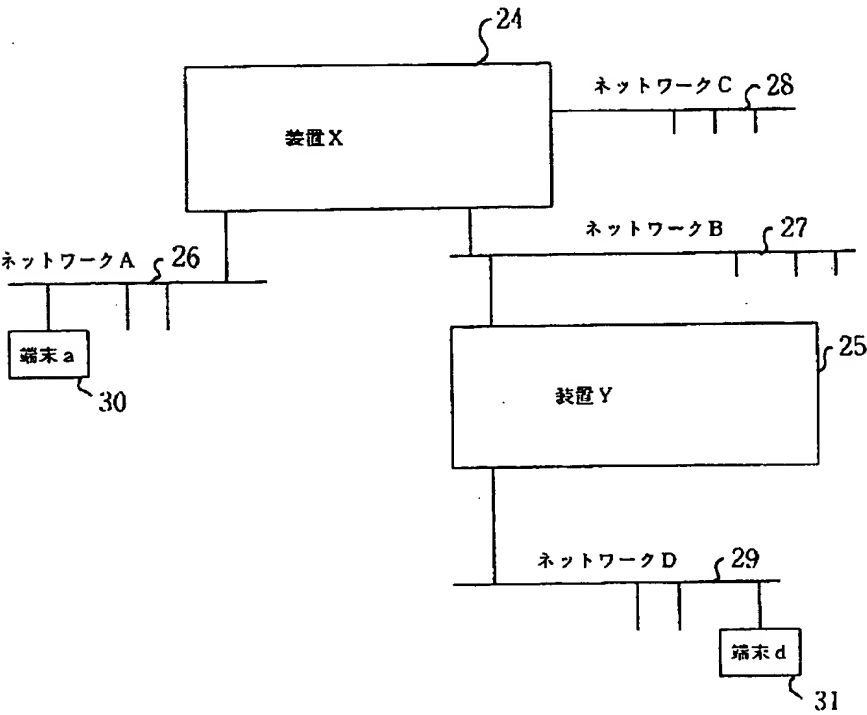 24
ネットワークC 28
装置X
ネットワークB 27
ネットワークA 26
端末a
30
25
装置Y
ネットワークD 29
端末d
31